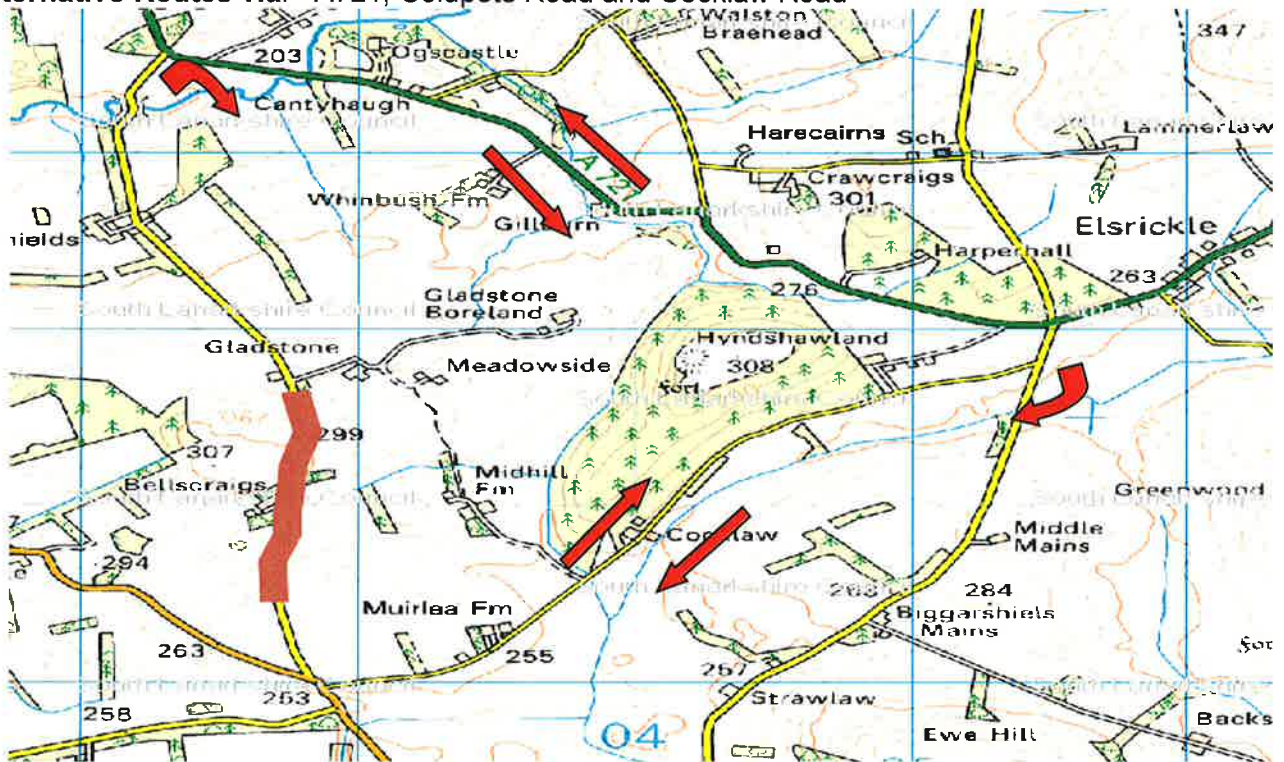 203
Ogscastle
Walston
Braehead
347
Cantyhaugh
Harecairns
Sch
Lammerlaw
A 72
Crawcraigs
301
Whinbush Fm
Elsrickle
Harperhall
263
276
Gladstone
Boreland
Gladstone
Hyndshawland
308
Fort
Meadowside
299
307
Bellscraigs
Midhill
Fm
Greenwood
Middle
Mains
294
284
Muirlea Fm
Biggarshiels
Mains
263
255
267
253
Strawlaw
258
04
Ewe Hill
Backs